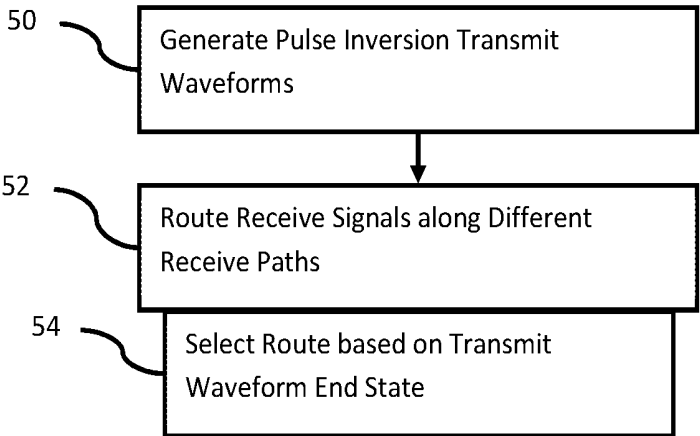 50
Generate Pulse Inversion Transmit
Waveforms
52
Route Receive Signals along Different
Receive Paths
54
Select Route based on Transmit
Waveform End State